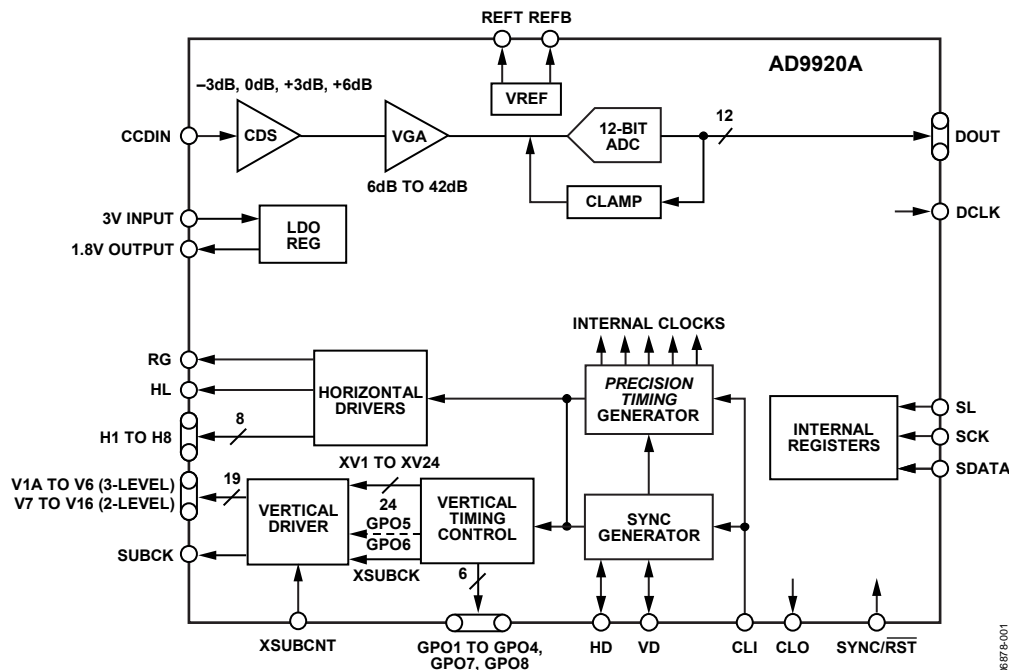 REFT REFB
AD9920A
–3dB, 0dB, +3dB, +6dB
VREF
CCDIN
CDS
VGA
12-BIT
ADC
12
DOUT
6dB TO 42dB
CLAMP
3V INPUT
LDO
REG
DCLK
1.8V OUTPUT
INTERNAL CLOCKS
RG
HORIZONTAL
DRIVERS
PRECISION
TIMING
GENERATOR
HL
INTERNAL
REGISTERS
SL
H1 TO H8
8
SCK
SDATA
XV1 TO XV24
V1A TO V6 (3-LEVEL)
V7 TO V16 (2-LEVEL)
19
24
VERTICAL
DRIVER
GPO5
GPO6
VERTICAL
TIMING
CONTROL
SYNC
GENERATOR
SUBCK
XSUBCK
6
XSUBCNT
GPO1 TO GPO4,
GPO7, GPO8
HD
VD
CLI
CLO
SYNC/RST
06878-001